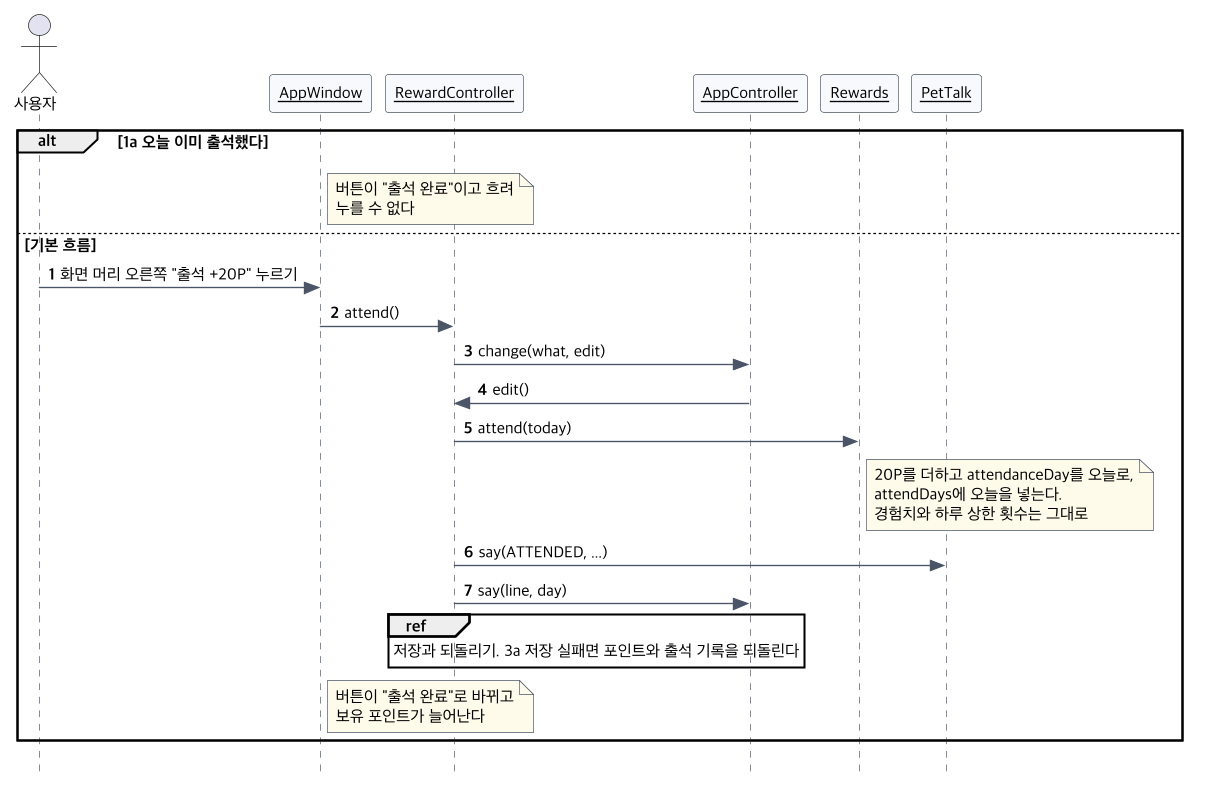 사용자
AppWindow
RewardController
AppController
Rewards
PetTalk
alt
[1a 오늘 이미 출석했다]
버튼이 "출석 완료"이고 흐려
누를 수 없다
[기본 흐름]
1 화면 머리 오른쪽 "출석 +20P" 누르기
2 attend()
3 change(what, edit)
4 edit()
5 attend(today)
20P를 더하고 attendanceDay를 오늘로,
attendDays에 오늘을 넣는다.
경험치와 하루 상한 횟수는 그대로
6 say(ATTENDED, ...)
7 say(line, day)
ref
저장과 되돌리기. 3a 저장 실패면 포인트와 출석 기록을 되돌린다
버튼이 "출석 완료"로 바뀌고
보유 포인트가 늘어난다